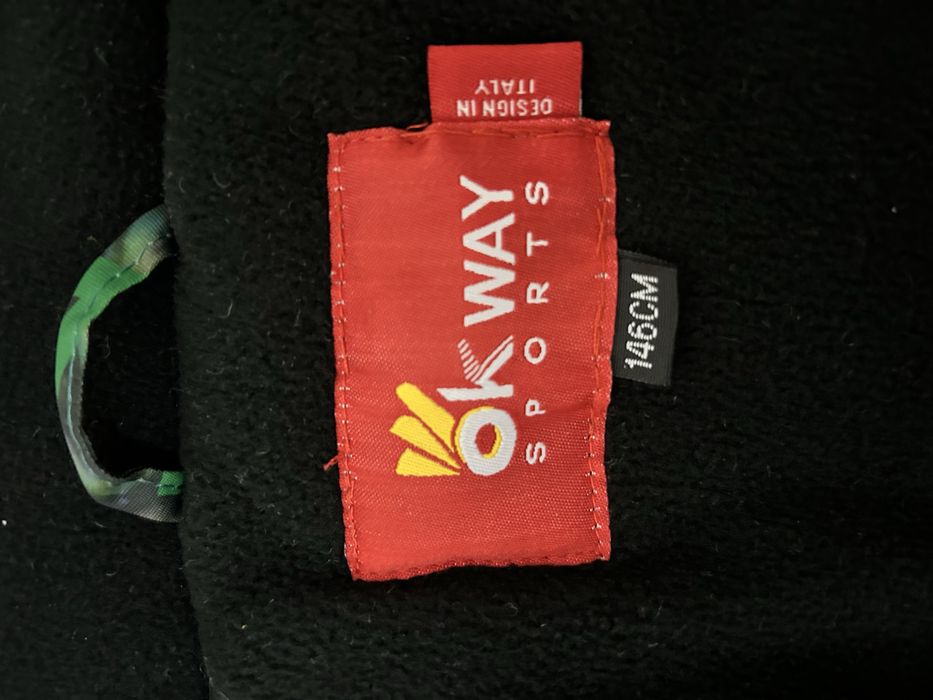 DESIGN IN
ITALY
OK WAY
SPORTS
146CM